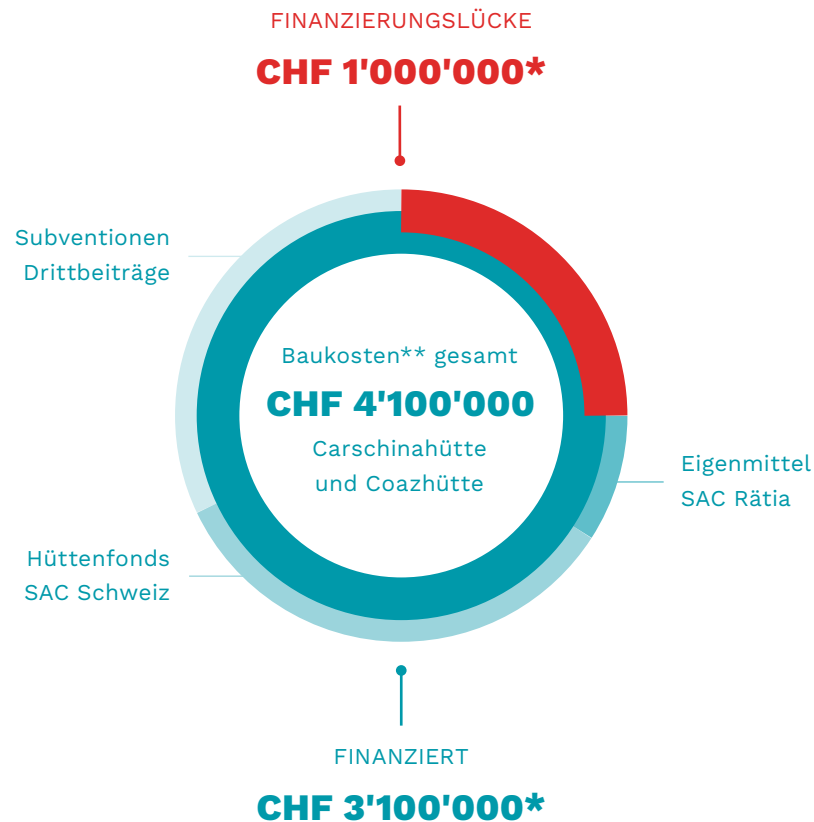 FINANZIERUNGSLÜCKE
CHF 1'000'000*
Subventionen
Drittbeiträge
Baukosten** gesamt
CHF 4'100'000
Carschinahütte
und Coazhütte
Eigenmittel
SAC Rätia
Hüttenfonds
SAC Schweiz
FINANZIERT
CHF 3'100'000*